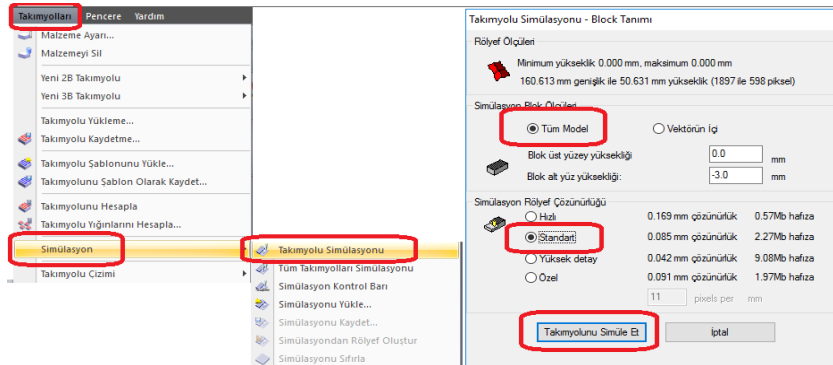 Takımyolları Pencere Yardım
Malzeme Ayarı...
Malzemeyi Sil
Yeni 2B Takımyolu
Yeni 3B Takımyolu
Takımyolu Yükleme...
Takımyolu Kaydetme...
Takımyolu Şablonunu Yükle...
Takımyolunu Şablon Olarak Kaydet...
Takımyolunu Hesapla
Takımyolu Yığınlarını Hesapla...
Simülasyon
Takımyolu Çizimi
Takımyolu Simülasyonu
Tüm Takımyolları Simülasyonu
Simülasyon Kontrol Barı
Simülasyonu Yükle...
Simülasyonu Kaydet...
Simülasyondan Rölyef Oluştur
Simülasyonu Sıfırla
Takımyolu Simülasyonu - Block Tanımı
Rölyef Ölçüleri
Minimum yükseklik 0.000 mm, maksimum 0.000 mm
160.613 mm genişlik ile 50.631 mm yükseklik (1897 ile 598 piksel)
Simülasyon Blok Ölçüleri
Tüm Model Vektörün İçi
Blok üst yüzey yüksekliği 0.0 mm
Blok alt yüz yüksekliği: -3.0 mm
Simülasyon Rölyef Çözünürlüğü
Hızlı 0.169 mm çözünürlük 0.57Mb hafıza
Standart 0.085 mm çözünürlük 2.27Mb hafıza
Yüksek detay 0.042 mm çözünürlük 9.08Mb hafıza
Özel 0.091 mm çözünürlük 1.97Mb hafıza
11 pixels per mm
Takımyolunu Simüle Et İptal